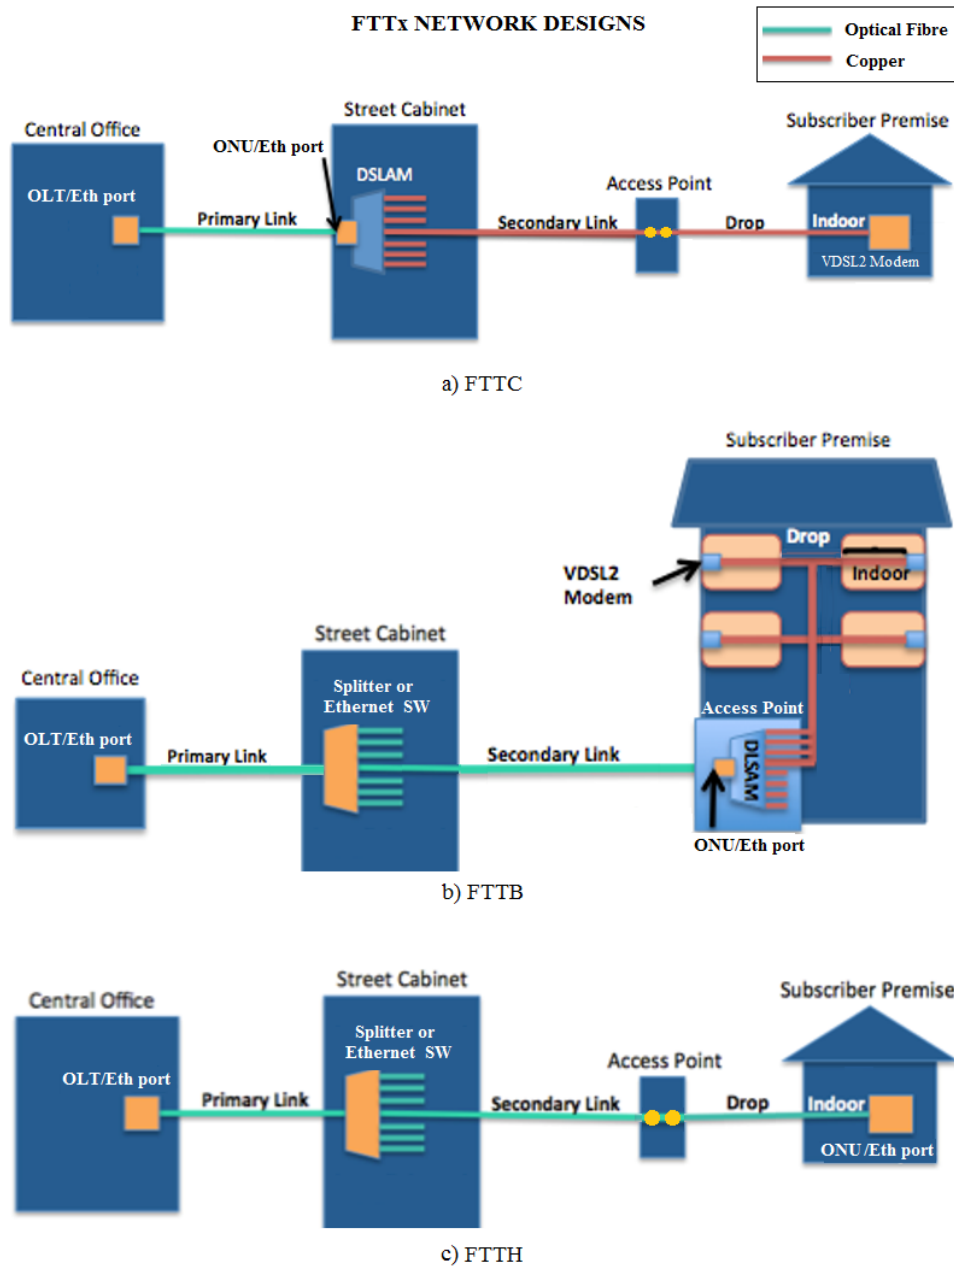 FTTx NETWORK DESIGNS
Optical Fibre
Copper
Central Office
OLT/Eth port
Primary Link
ONU/Eth port
Street Cabinet
DSLAM
Secondary Link
Access Point
Drop
Subscriber Premise
Indoor
VDSL2 Modem
a) FTTC
Subscriber Premise
Drop
Indoor
VDSL2
Modem
Street Cabinet
Splitter or
Ethernet SW
Central Office
OLT/Eth port
Primary Link
Secondary Link
Access Point
DLSAM
ONU/Eth port
b) FTTB
Central Office
OLT/Eth port
Primary Link
Street Cabinet
Splitter or
Ethernet SW
Secondary Link
Access Point
Drop
Subscriber Premise
Indoor
ONU/Eth port
c) FTTH